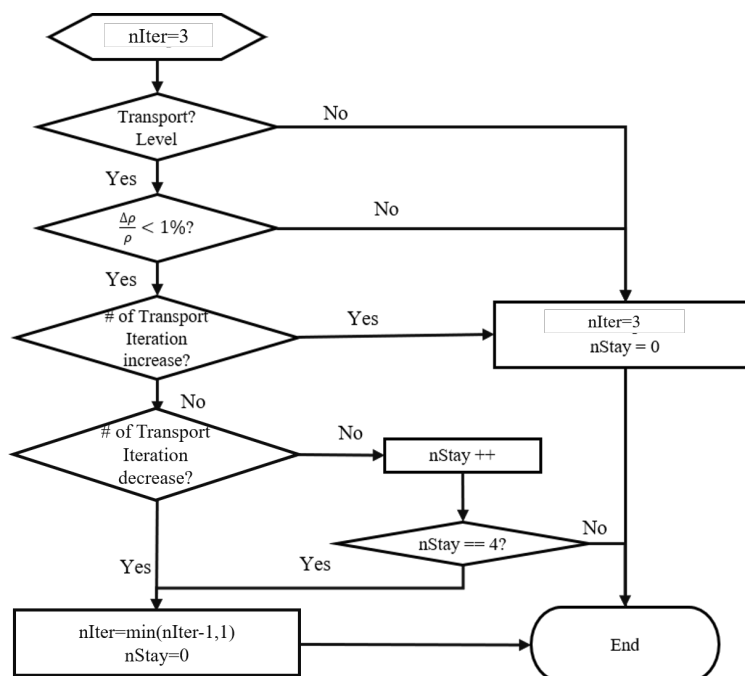 nIter=3
Transport?
Level
No
Yes
Δρ/ρ < 1%?
No
Yes
# of Transport
Iteration
increase?
Yes
nIter=3
nStay = 0
No
# of Transport
Iteration
decrease?
No
nStay ++
nStay == 4?
No
Yes
Yes
nIter=min(nIter-1,1)
nStay=0
End